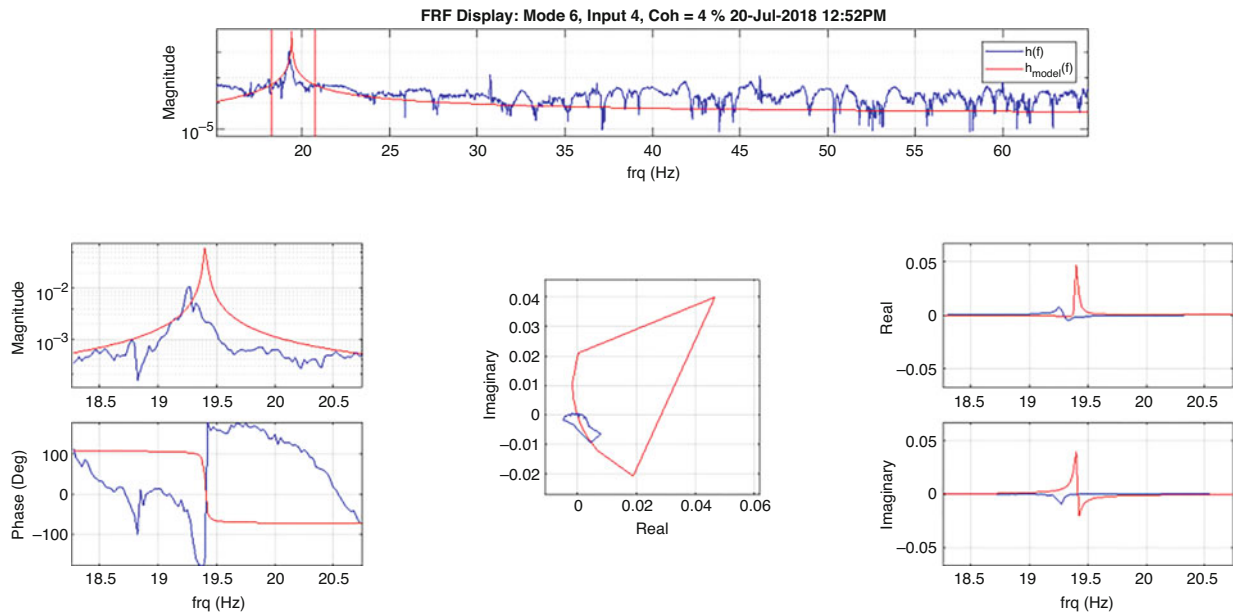 FRF Display: Mode 6, Input 4, Coh = 4 % 20-Jul-2018 12:52PM
Magnitude
10−5
h(f)
hmodel(f)
20 25 30 35 40 45 50 55 60
frq (Hz)
Magnitude
10−2
10−3
18.5 19 19.5 20 20.5
Phase (Deg)
100
0
−100
18.5 19 19.5 20 20.5
frq (Hz)
Imaginary
0.04
0.03
0.02
0.01
0
−0.01
−0.02
0 0.02 0.04 0.06
Real
Real
0.05
0
−0.05
18.5 19 19.5 20 20.5
Imaginary
0.05
0
−0.05
18.5 19 19.5 20 20.5
frq (Hz)